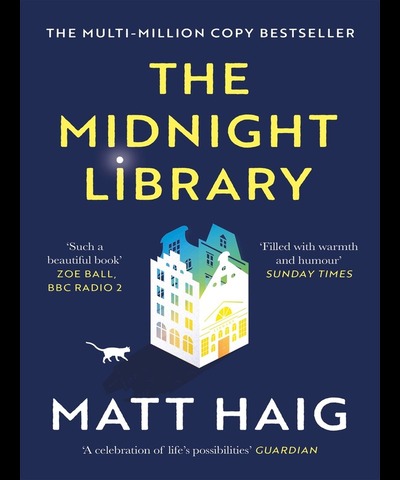 THE MULTI-MILLION COPY BESTSELLER
THE
MIDNIGHT
LIBRARY
‘Such a
beautiful book’
ZOE BALL,
BBC RADIO 2
‘Filled with warmth
and humour’
SUNDAY TIMES
MATT HAIG
‘A celebration of life’s possibilities’ GUARDIAN